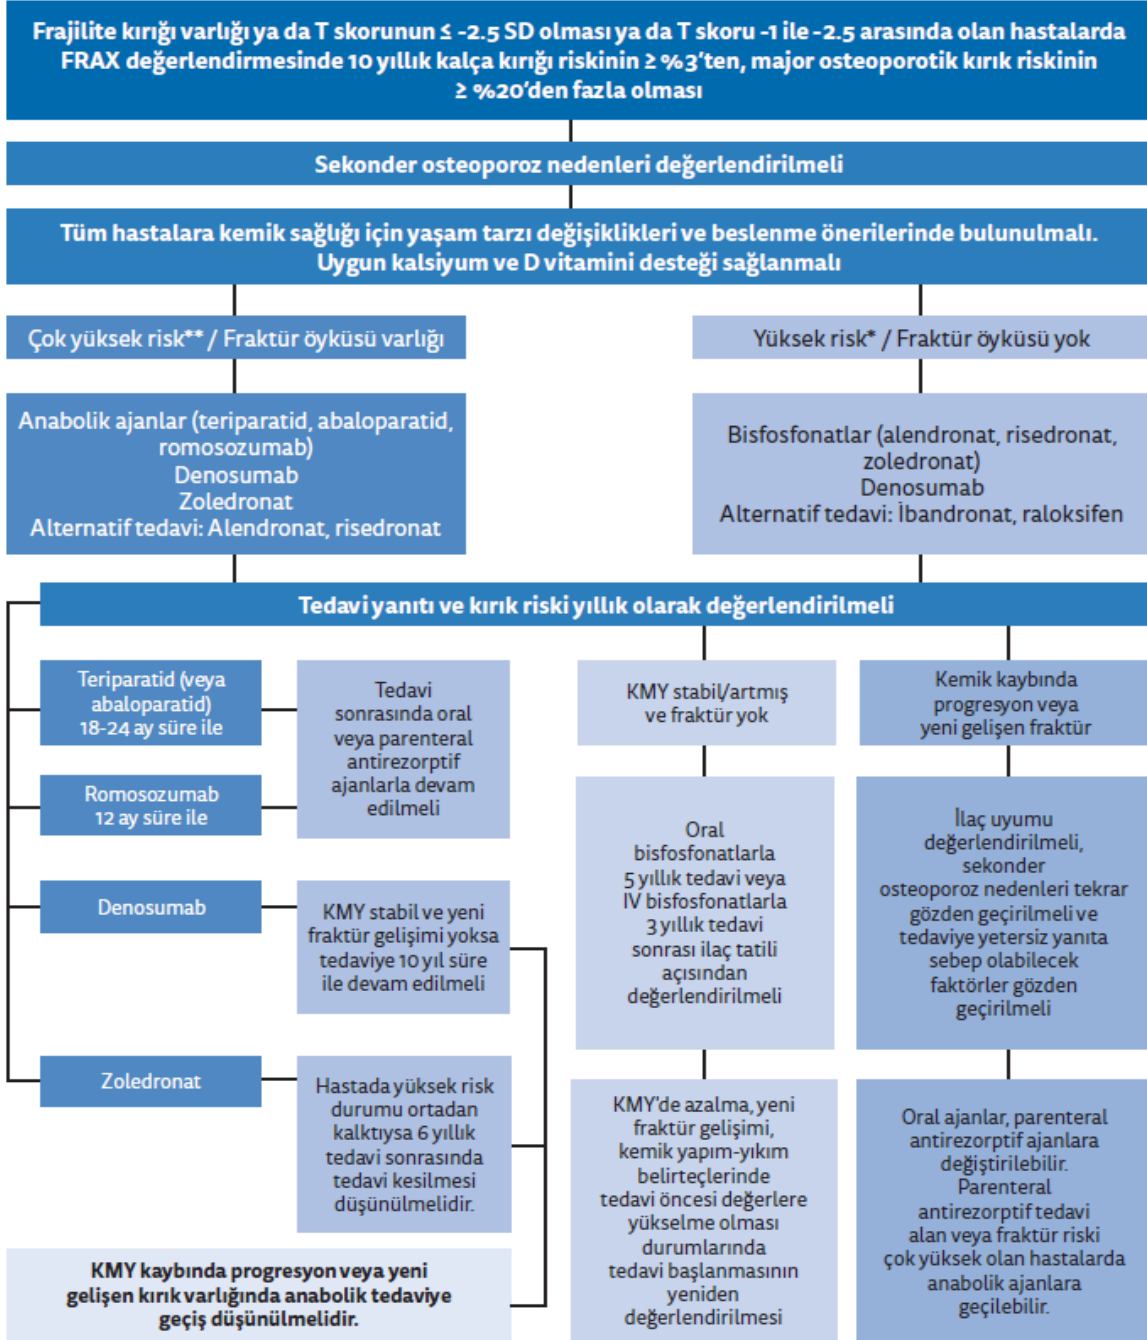 Frajilite kırığı varlığı ya da T skorunun ≤ -2.5 SD olması ya da T skoru -1 ile -2.5 arasında olan hastalarda
FRAX değerlendirmesinde 10 yıllık kalça kırığı riskinin ≥ %3'ten, major osteoporotik kırık riskinin
≥ %20'den fazla olması
Sekonder osteoporoz nedenleri değerlendirilmeli
Tüm hastalara kemik sağlığı için yaşam tarzı değişiklikleri ve beslenme önerilerinde bulunulmalı.
Uygun kalsiyum ve D vitamini desteği sağlanmalı
Çok yüksek risk** / Fraktür öyküsü varlığı
Anabolik ajanlar (teriparatid, abaloparatid,
romosozumab)
Denosumab
Zoledronat
Alternatif tedavi: Alendronat, risedronat
Yüksek risk* / Fraktür öyküsü yok
Bisfosfonatlar (alendronat, risedronat,
zoledronat)
Denosumab
Alternatif tedavi: İbandronat, raloksifen
Tedavi yanıtı ve kırık riski yıllık olarak değerlendirilmeli
Teriparatid (veya
abaloparatid)
18-24 ay süre ile
Romosozumab
12 ay süre ile
Tedavi
sonrasında oral
veya parenteral
antirezorptif
ajanlarla devam
edilmeli
Denosumab
KMY stabil ve yeni
fraktür gelişimi yoksa
tedaviye 10 yıl süre
ile devam edilmeli
Zoledronat
Hastada yüksek risk
durumu ortadan
kalktıysa 6 yıllık
tedavi sonrasında
tedavi kesilmesi
düşünülmelidir.
KMY kaybında progresyon veya yeni
gelişen kırık varlığında anabolik tedaviye
geçiş düşünülmelidir.
KMY stabil/artmış
ve fraktür yok
Oral
bisfosfonatlarla
5 yıllık tedavi veya
IV bisfosfonatlarla
3 yıllık tedavi
sonrası ilaç tatili
açısından
değerlendirilmeli
KMY'de azalma, yeni
fraktür gelişimi,
kemik yapım-yıkım
belirteçlerinde
tedavi öncesi değerlere
yükselme olması
durumlarında
tedavi başlanmasının
yeniden
değerlendirilmesi
Kemik kaybında
progresyon veya
yeni gelişen fraktür
İlaç uyumu
değerlendirilmeli,
sekonder
osteoporoz nedenleri tekrar
gözden geçirilmeli ve
tedaviye yetersiz yanıta
sebep olabilecek
faktörler gözden
geçirilmeli
Oral ajanlar, parenteral
antirezorptif ajanlara
değiştirilebilir.
Parenteral
antirezorptif tedavi
alan veya fraktür riski
çok yüksek olan hastalarda
anabolik ajanlara
geçilebilir.